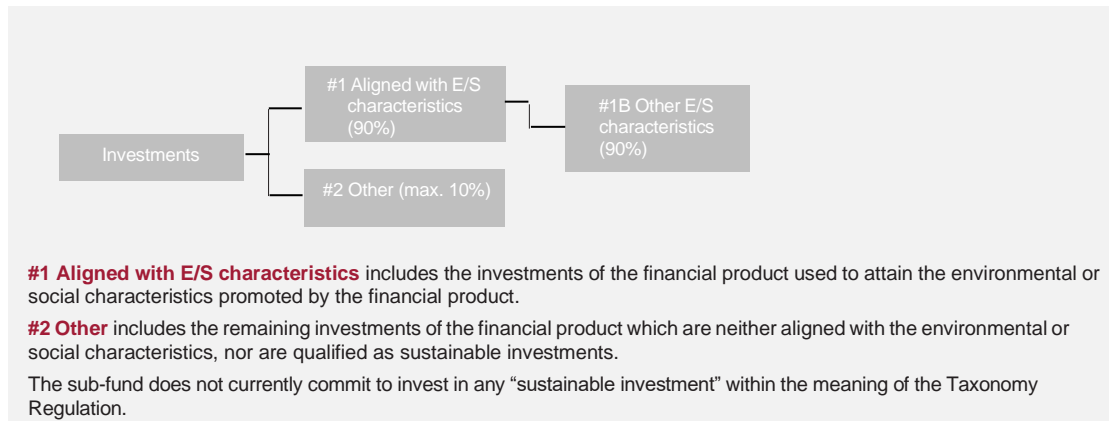 #1 Aligned with E/S
characteristics
(90%)
#1B Other E/S
characteristics
(90%)
Investments
#2 Other (max. 10%)
#1 Aligned with E/S characteristics includes the investments of the financial product used to attain the environmental or
social characteristics promoted by the financial product.
#2 Other includes the remaining investments of the financial product which are neither aligned with the environmental or
social characteristics, nor are qualified as sustainable investments.
The sub-fund does not currently commit to invest in any “sustainable investment” within the meaning of the Taxonomy
Regulation.